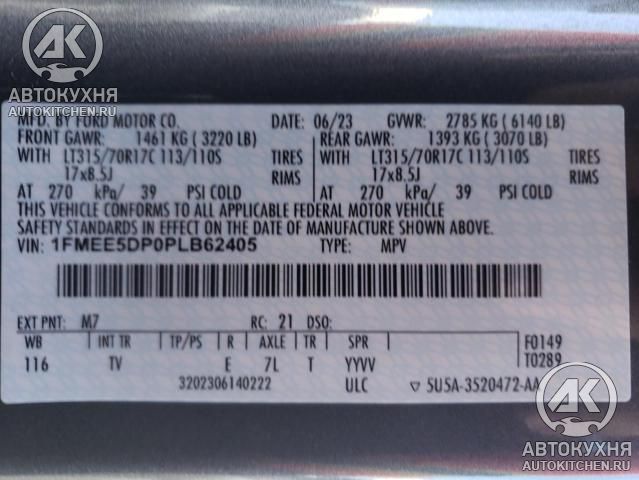 АК
АВТОКУХНЯ
AUTOKITCHEN.RU
MFD. BY FORD MOTOR CO. DATE: 06/23 GVWR: 2785 KG ( 6140 LB)
FRONT GAWR: 1461 KG ( 3220 LB) REAR GAWR: 1393 KG ( 3070 LB)
WITH LT315/70R17C 113/110S TIRES WITH LT315/70R17C 113/110S TIRES
17x8.5J RIMS 17x8.5J RIMS
AT 270 kPa/ 39 PSI COLD AT 270 kPa/ 39 PSI COLD
THIS VEHICLE CONFORMS TO ALL APPLICABLE FEDERAL MOTOR VEHICLE
SAFETY STANDARDS IN EFFECT ON THE DATE OF MANUFACTURE SHOWN ABOVE.
VIN: 1FMEE5DP0PLB62405 TYPE: MPV
EXT PNT: M7 RC: 21 DSO:
WB INT TR TP/PS R AXLE TR SPR F0149
116 TV E 7L T YYVV T0289
3202306140222 ULC ▽ 5U5A-3520472-AA
АК
АВТОКУХНЯ
AUTOKITCHEN.RU